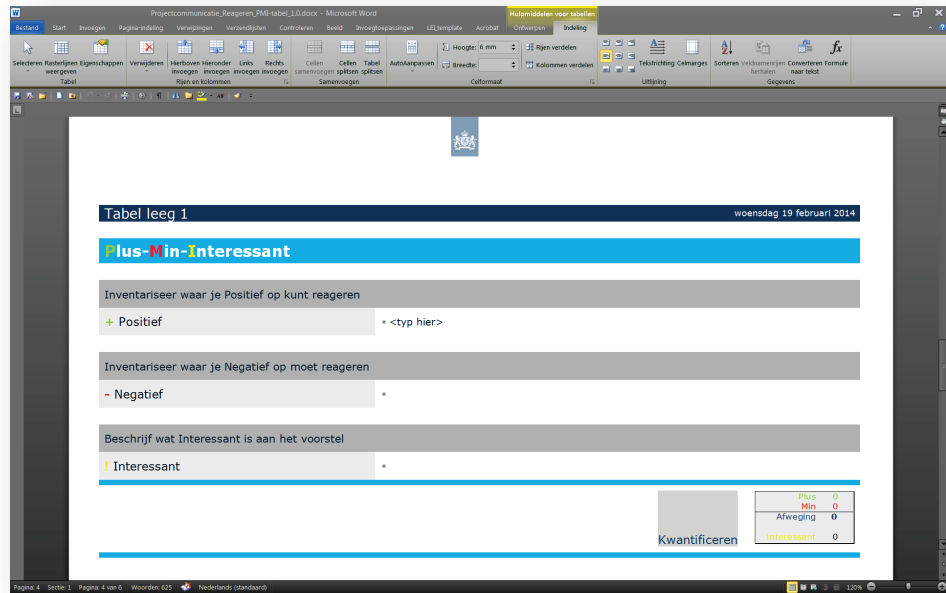 Projectcommunicatie_Reageren_PMI-tabel_1.0.docx - Microsoft Word
Hulpmiddelen voor tabellen
Bestand Start Invoegen Pagina-indeling Verwijzingen Verzendlijsten Controleren Beeld Invoegtoepassingen LEI_template Acrobat Ontwerpen Indeling
Selecteren Rasterlijnen weergeven Eigenschappen
Verwijderen Hierboven invoegen Hieronder invoegen Links invoegen Rechts invoegen
Cellen samenvoegen Cellen splitsen Tabel splitsen
AutoAanpassen Hoogte: 6 mm Rijen verdelen
Breedte: Kolommen verdelen
Tekstrichting Celmarges
Sorteren Veldnamenrijen herhalen Converteren naar tekst Formule
Tabel Rijen en kolommen Samenvoegen Celformaat Uitlijning Gegevens
Tabel leeg 1 woensdag 19 februari 2014
Plus-Min-Interessant
Inventariseer waar je Positief op kunt reageren
+ Positief ▪ <typ hier>
Inventariseer waar je Negatief op moet reageren
- Negatief ▪
Beschrijf wat Interessant is aan het voorstel
! Interessant ▪
Plus 0
Min 0
Afweging 0
Kwantificeren
Interessant 0
Pagina: 4 Sectie: 1 Pagina: 4 van 6 Woorden: 625 Nederlands (standaard) 120%